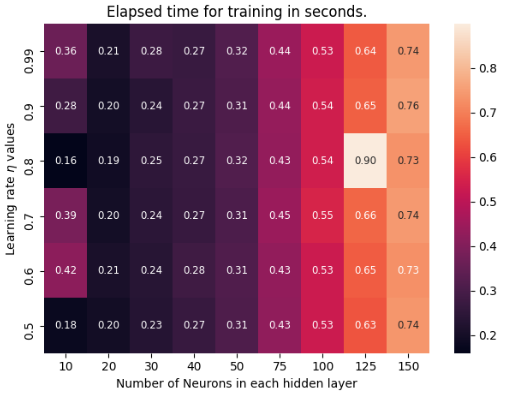 Elapsed time for training in seconds.
Learning rate η values
0.99 0.36 0.21 0.28 0.27 0.32 0.44 0.53 0.64 0.74
0.9 0.28 0.20 0.24 0.27 0.31 0.44 0.54 0.65 0.76
0.8 0.16 0.19 0.25 0.27 0.32 0.43 0.54 0.90 0.73
0.7 0.39 0.20 0.24 0.27 0.31 0.45 0.55 0.66 0.74
0.6 0.42 0.21 0.24 0.28 0.31 0.43 0.53 0.65 0.73
0.5 0.18 0.20 0.23 0.27 0.31 0.43 0.53 0.63 0.74
10 20 30 40 50 75 100 125 150
Number of Neurons in each hidden layer
0.8
0.7
0.6
0.5
0.4
0.3
0.2